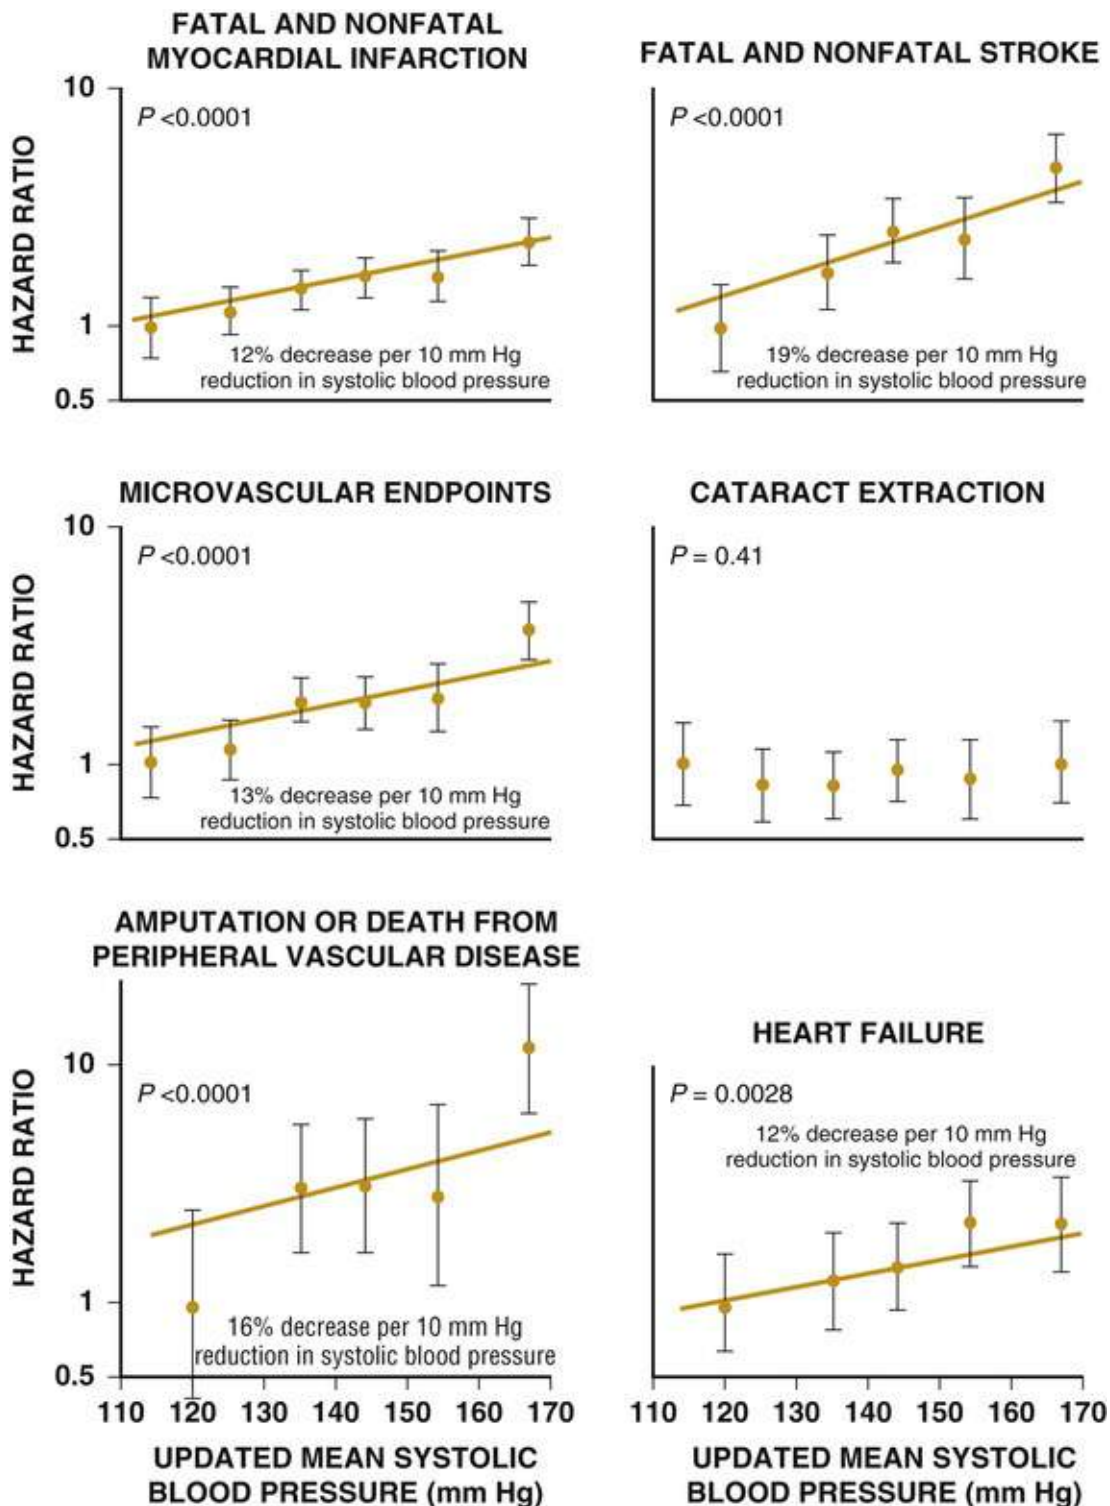 FATAL AND NONFATAL
MYOCARDIAL INFARCTION
10
P <0.0001
HAZARD RATIO
1
12% decrease per 10 mm Hg
reduction in systolic blood pressure
0.5
FATAL AND NONFATAL STROKE
P <0.0001
19% decrease per 10 mm Hg
reduction in systolic blood pressure
MICROVASCULAR ENDPOINTS
10
P <0.0001
HAZARD RATIO
1
13% decrease per 10 mm Hg
reduction in systolic blood pressure
0.5
CATARACT EXTRACTION
P = 0.41
AMPUTATION OR DEATH FROM
PERIPHERAL VASCULAR DISEASE
10
P <0.0001
HAZARD RATIO
1
16% decrease per 10 mm Hg
reduction in systolic blood pressure
0.5
110 120 130 140 150 160 170
UPDATED MEAN SYSTOLIC
BLOOD PRESSURE (mm Hg)
HEART FAILURE
P = 0.0028
12% decrease per 10 mm Hg
reduction in systolic blood pressure
110 120 130 140 150 160 170
UPDATED MEAN SYSTOLIC
BLOOD PRESSURE (mm Hg)